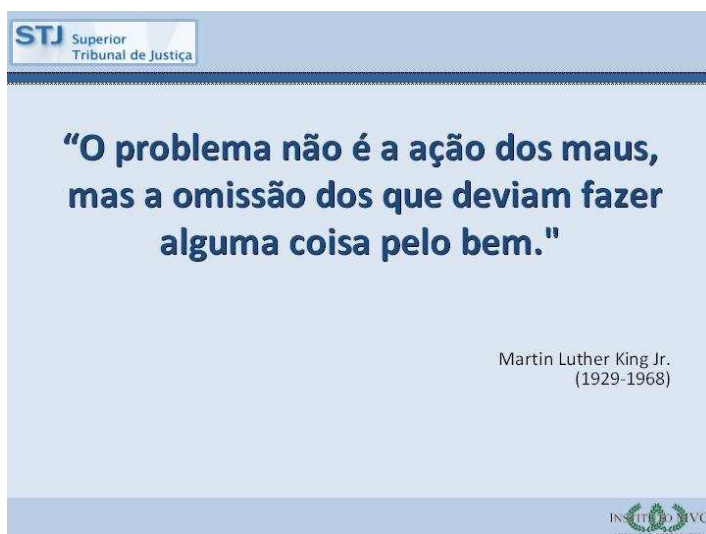 STJ Superior
Tribunal de Justiça
“O problema não é a ação dos maus,
mas a omissão dos que deviam fazer
alguma coisa pelo bem."
Martin Luther King Jr.
(1929-1968)